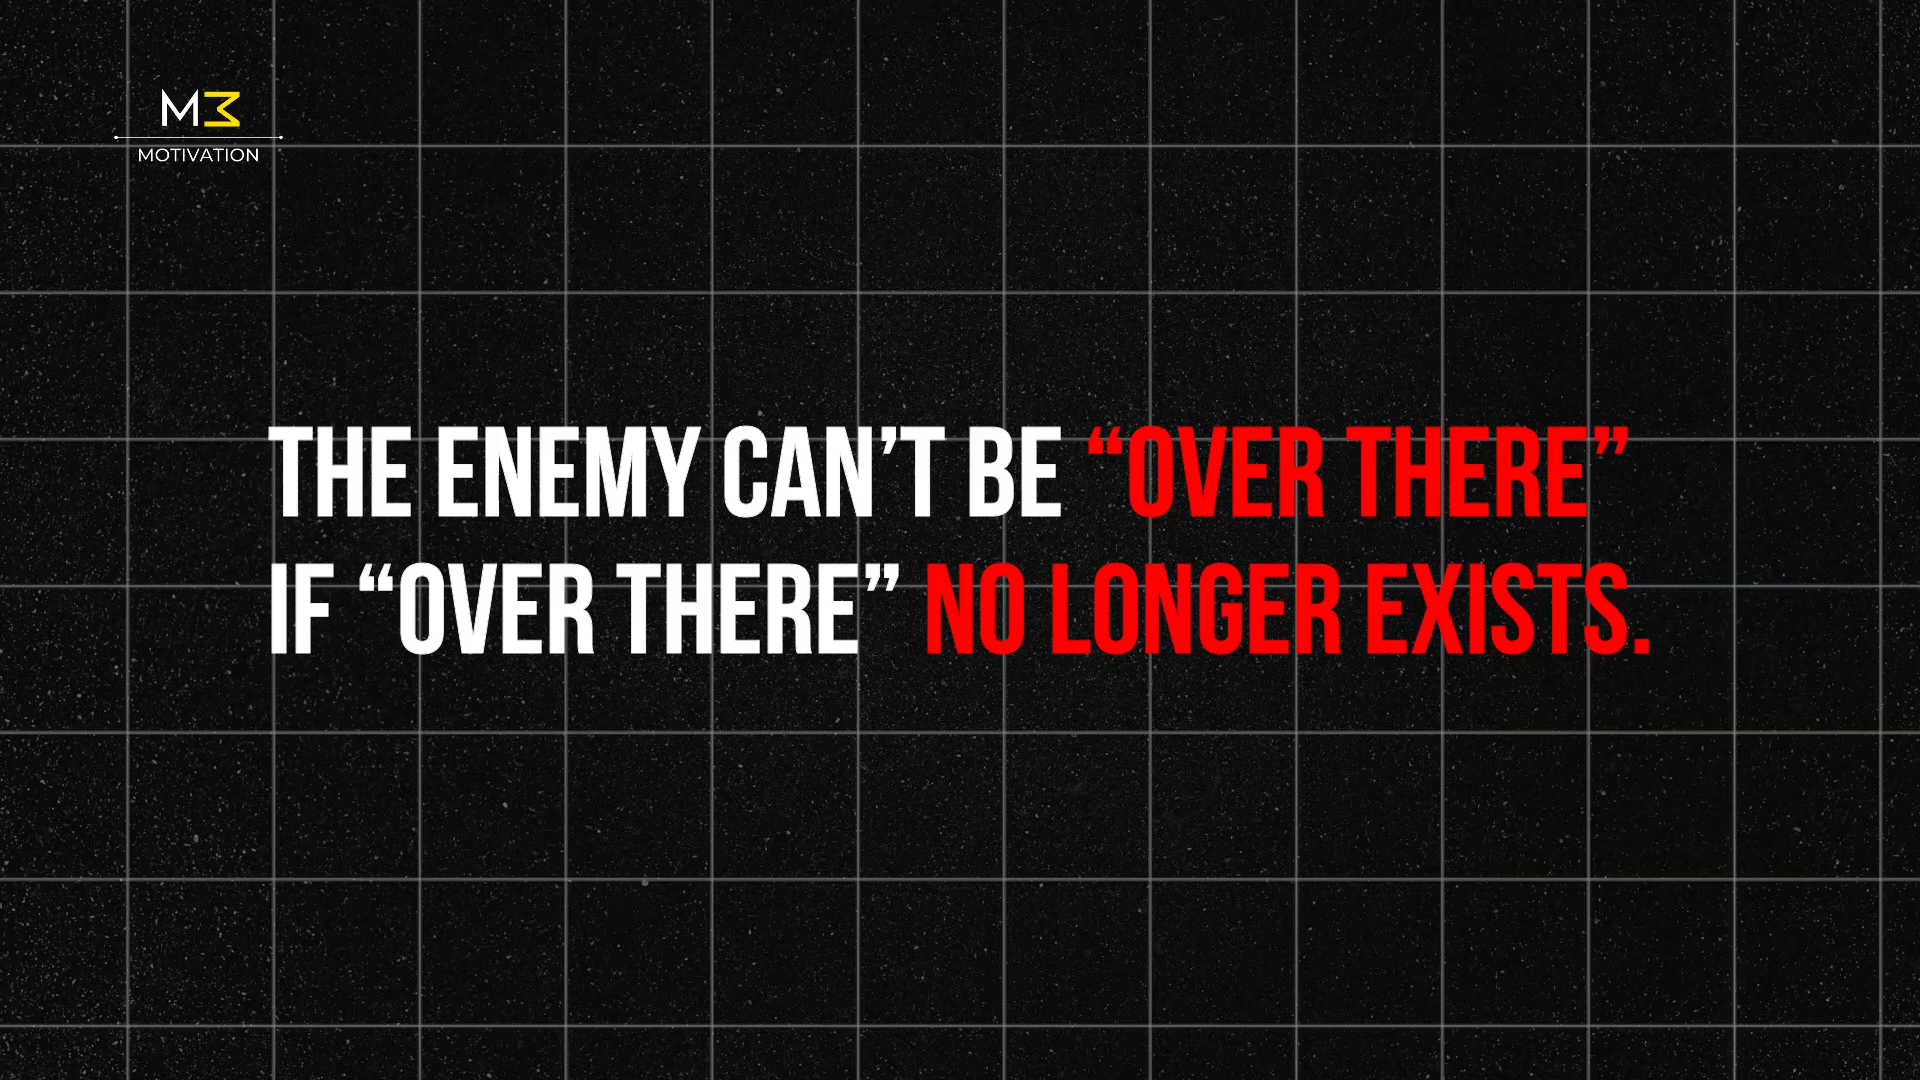 M3
MOTIVATION
THE ENEMY CAN’T BE “OVER THERE”
IF “OVER THERE” NO LONGER EXISTS.